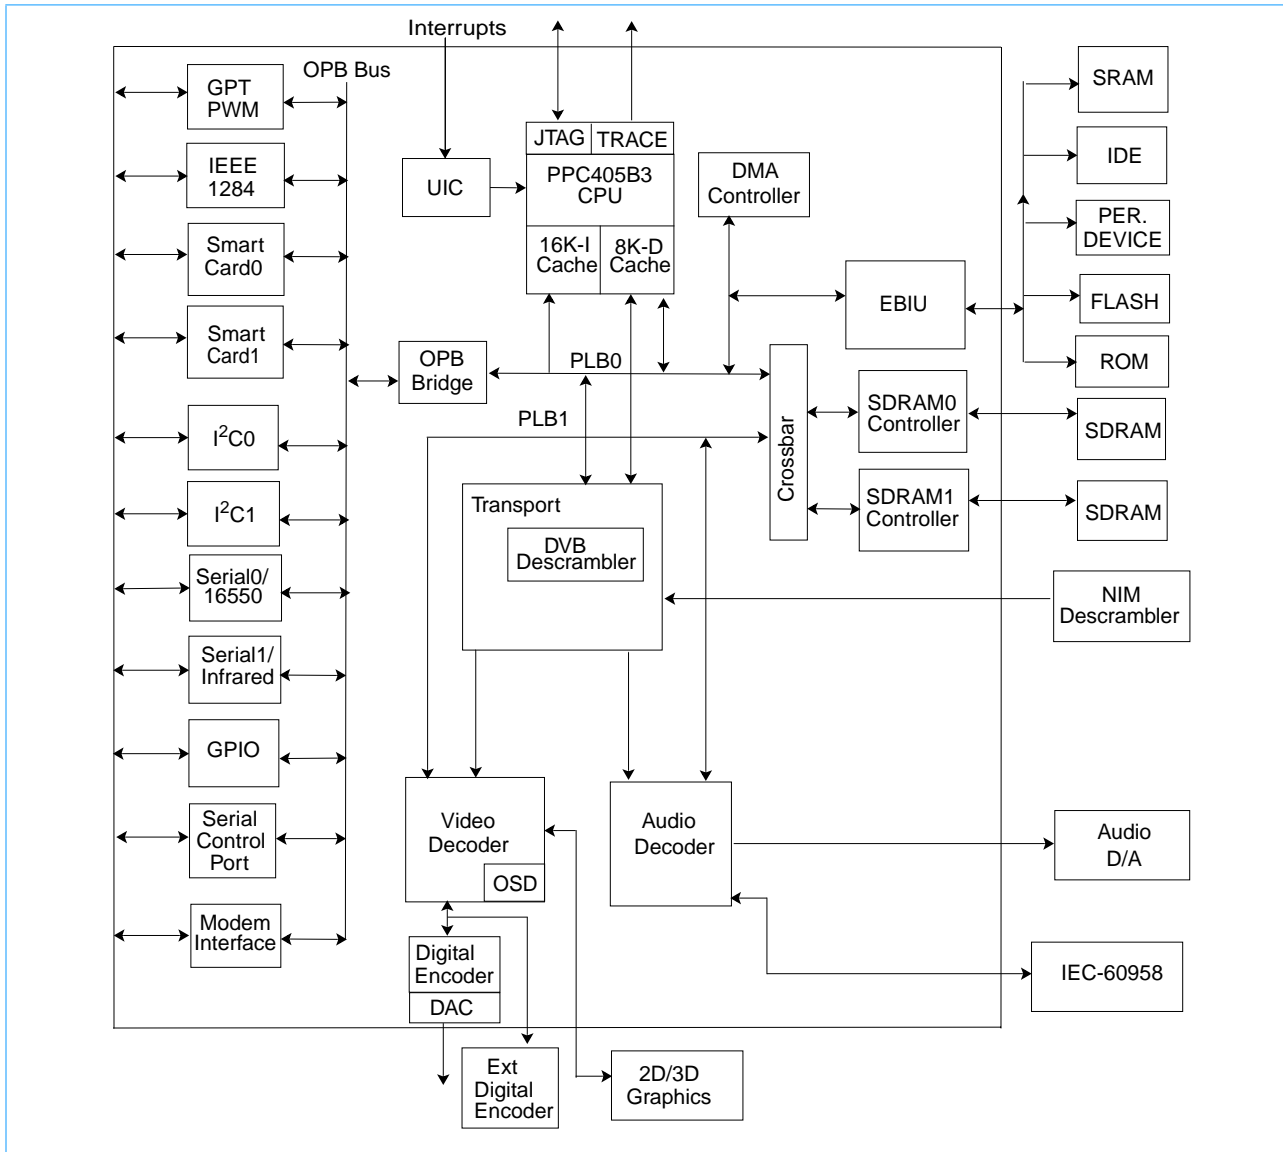 Interrupts
OPB Bus
GPT
PWM
IEEE
1284
Smart
Card0
Smart
Card1
I²C0
I²C1
Serial0/
16550
Serial1/
Infrared
GPIO
Serial
Control
Port
Modem
Interface
UIC
JTAG TRACE
PPC405B3
CPU
16K-I
Cache
8K-D
Cache
DMA
Controller
EBIU
SRAM
IDE
PER.
DEVICE
FLASH
ROM
OPB
Bridge
PLB0
PLB1
Crossbar
SDRAM0
Controller
SDRAM
SDRAM1
Controller
SDRAM
Transport
DVB
Descrambler
NIM
Descrambler
Video
Decoder
OSD
Audio
Decoder
Audio
D/A
IEC-60958
Digital
Encoder
DAC
Ext
Digital
Encoder
2D/3D
Graphics